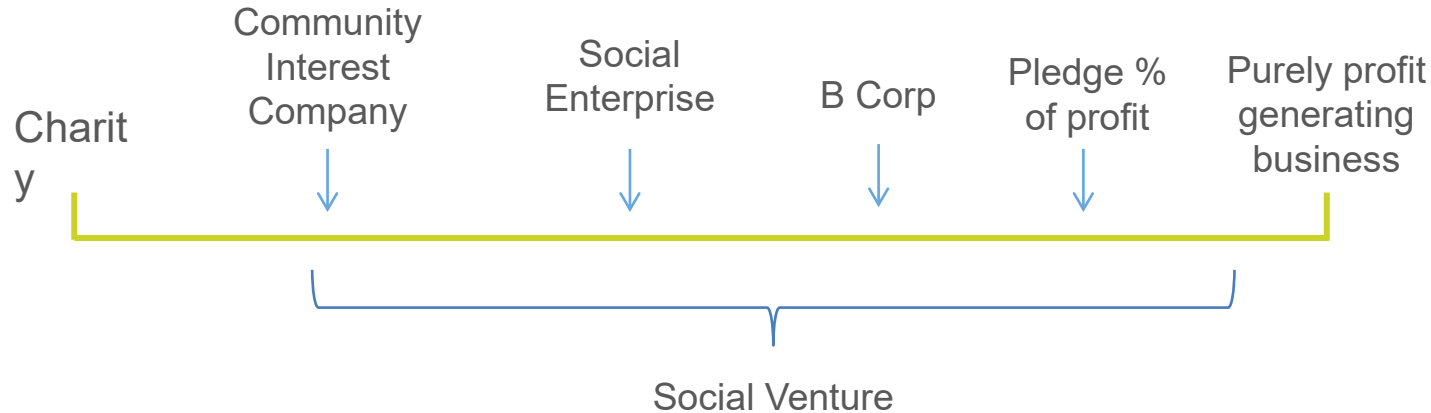 Charit
y
Community
Interest
Company
Social
Enterprise
B Corp
Pledge %
of profit
Purely profit
generating
business
Social Venture